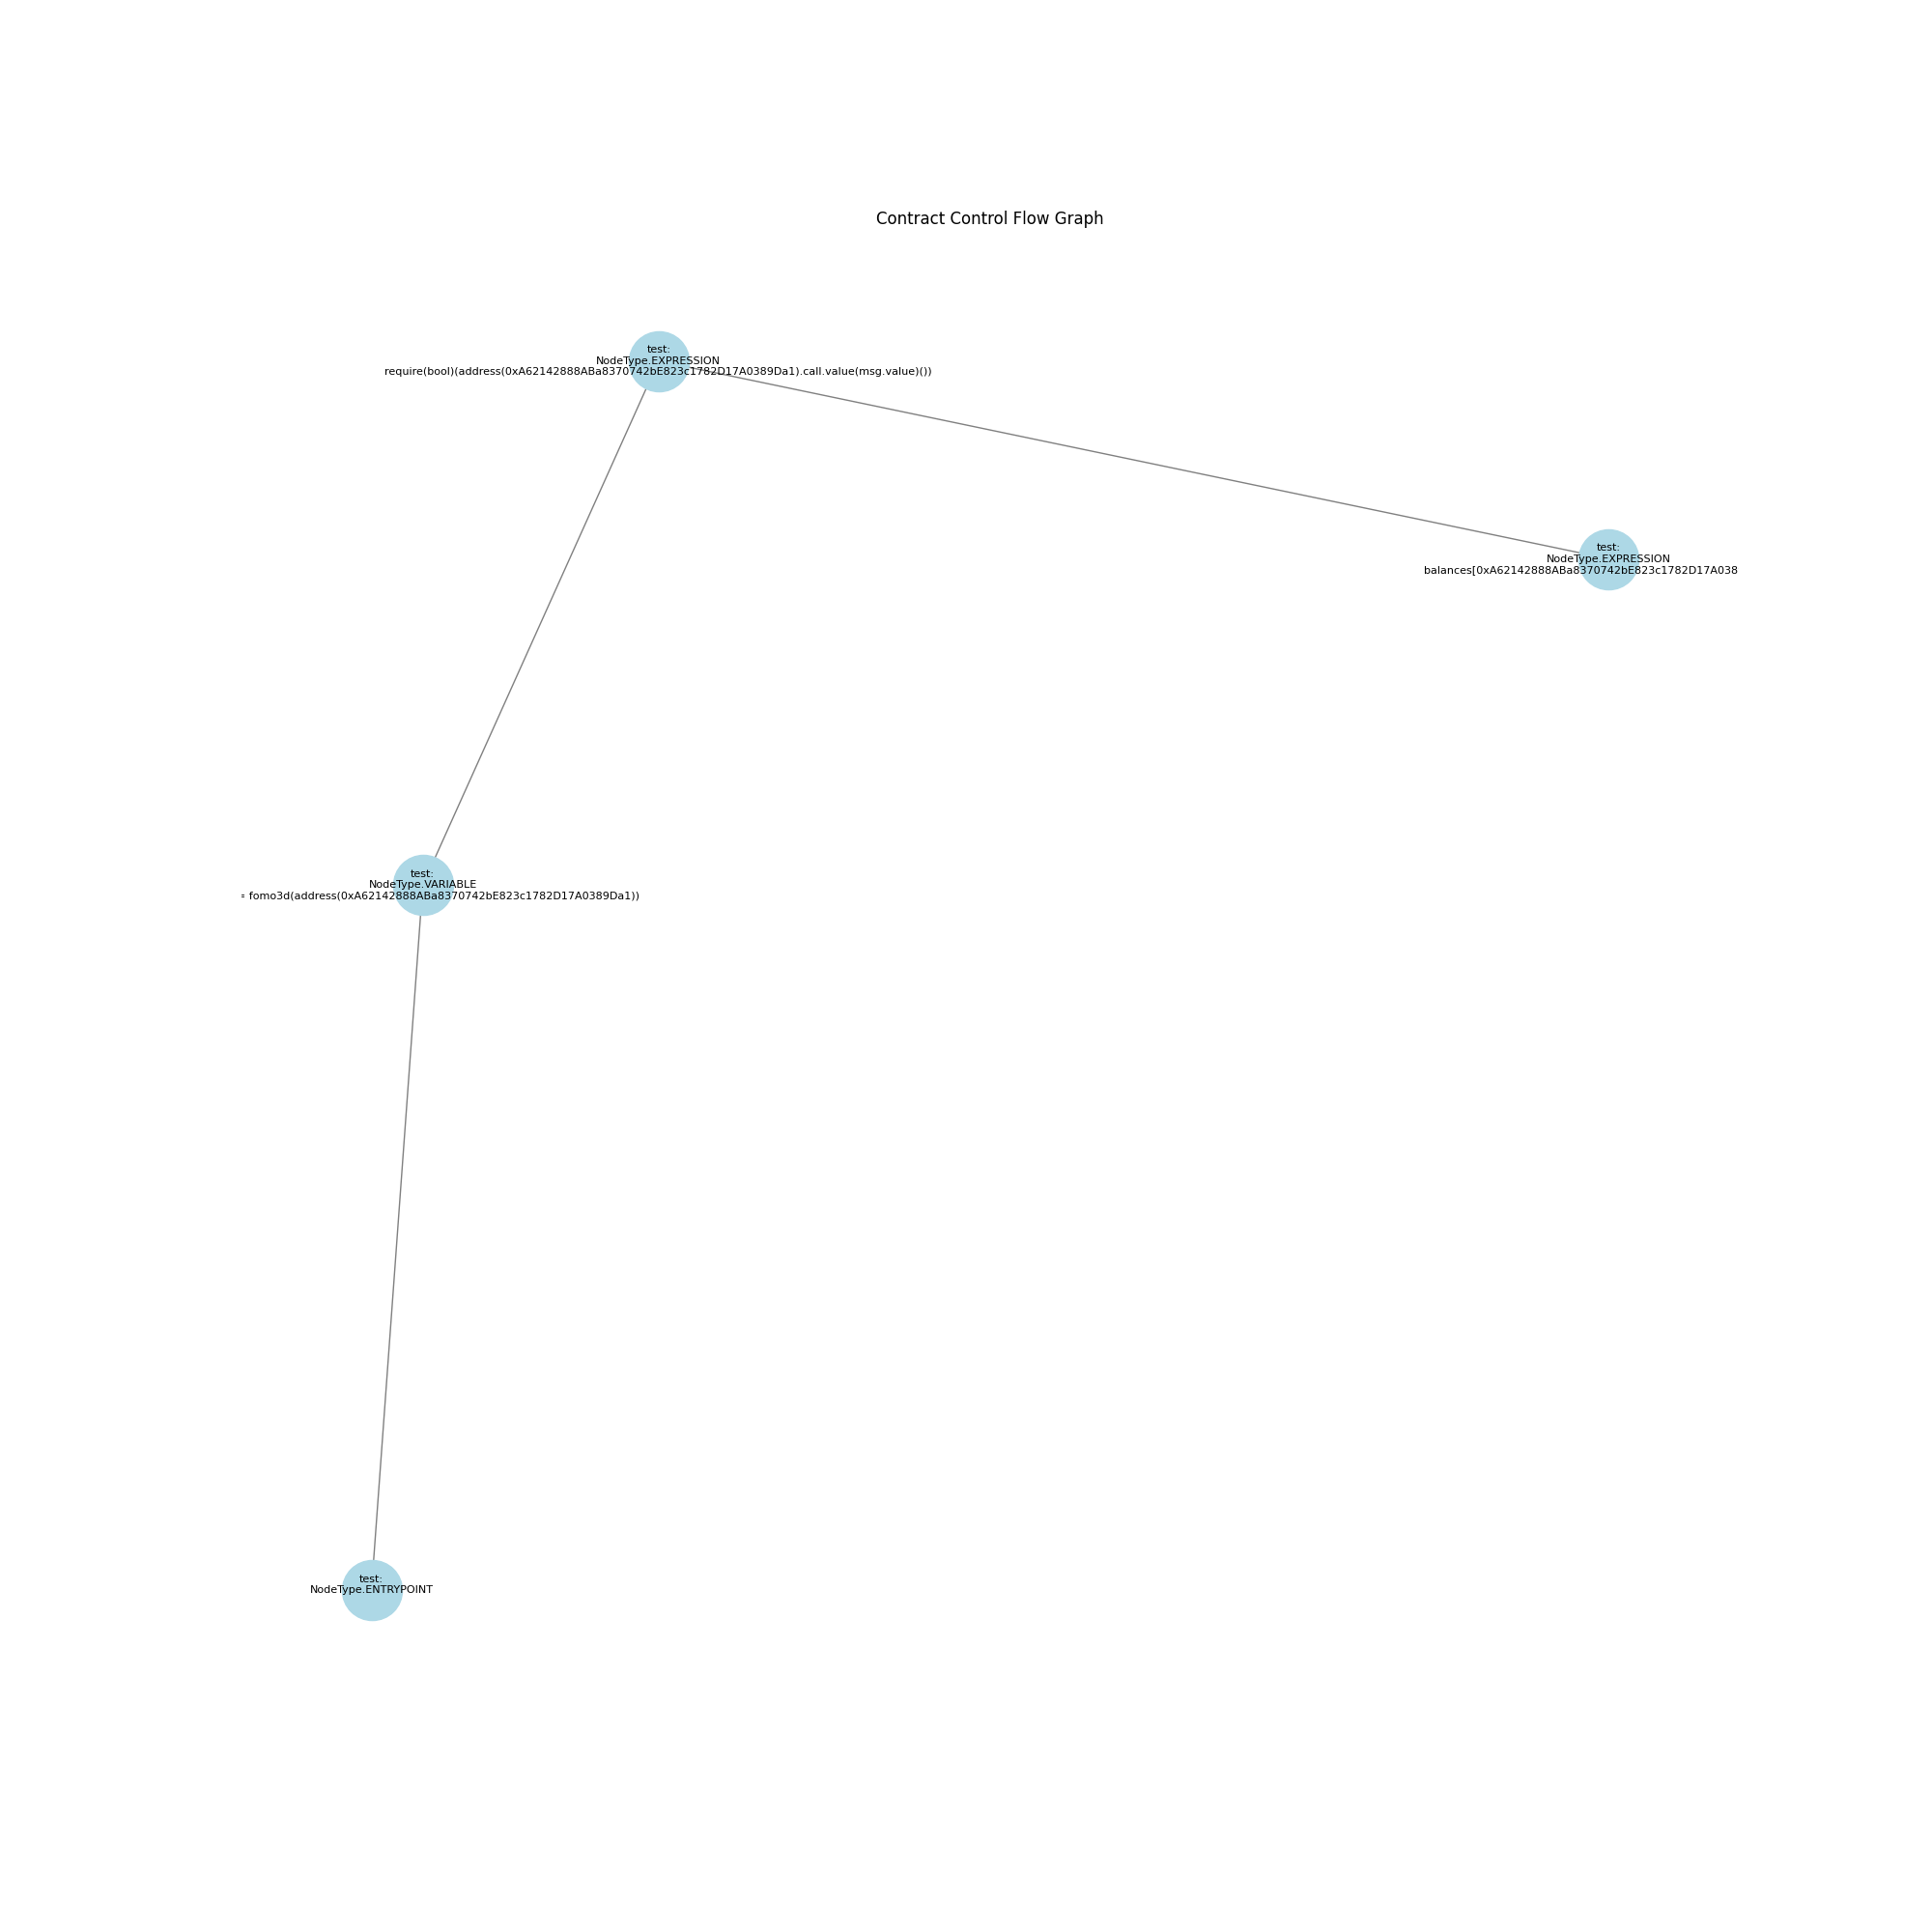 Contract Control Flow Graph
test:
NodeType.EXPRESSION
require(bool)(address(0xA62142888ABa8370742bE823c1782D17A0389Da1).call.value(msg.value)())
test:
NodeType.EXPRESSION
balances[0xA62142888ABa8370742bE823c1782D17A038
test:
NodeType.VARIABLE
fomo3d(address(0xA62142888ABa8370742bE823c1782D17A0389Da1))
test:
NodeType.ENTRYPOINT